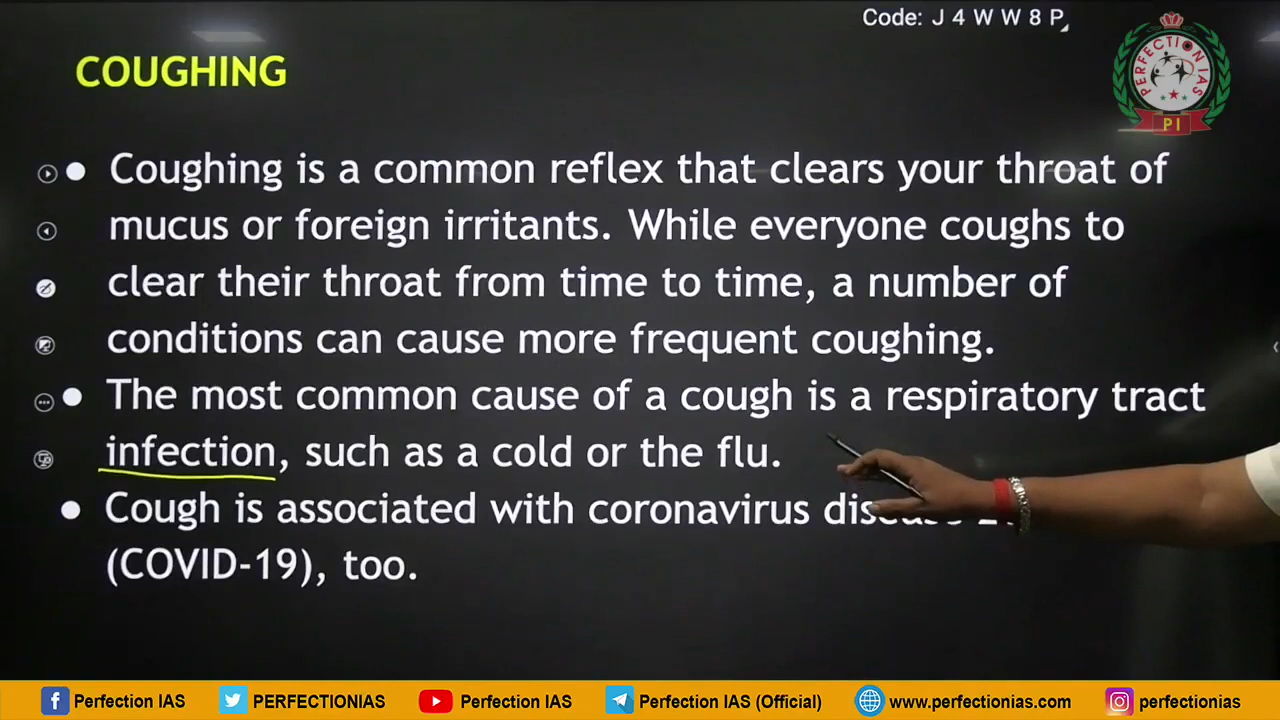 Code: J 4 W W 8 P
COUGHING
PERFECTION IAS
PI
● Coughing is a common reflex that clears your throat of
mucus or foreign irritants. While everyone coughs to
clear their throat from time to time, a number of
conditions can cause more frequent coughing.
● The most common cause of a cough is a respiratory tract
infection, such as a cold or the flu.
● Cough is associated with coronavirus
(COVID-19), too.
Perfection IAS PERFECTIONIAS Perfection IAS Perfection IAS (Official) www.perfectionias.com perfectionias